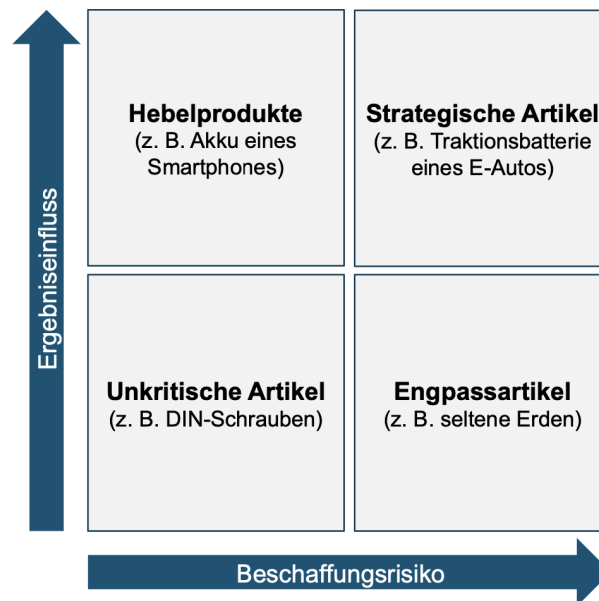 Ergebniseinfluss
Hebelprodukte
(z. B. Akku eines
Smartphones)
Strategische Artikel
(z. B. Traktionsbatterie
eines E-Autos)
Unkritische Artikel
(z. B. DIN-Schrauben)
Engpassartikel
(z. B. seltene Erden)
Beschaffungsrisiko